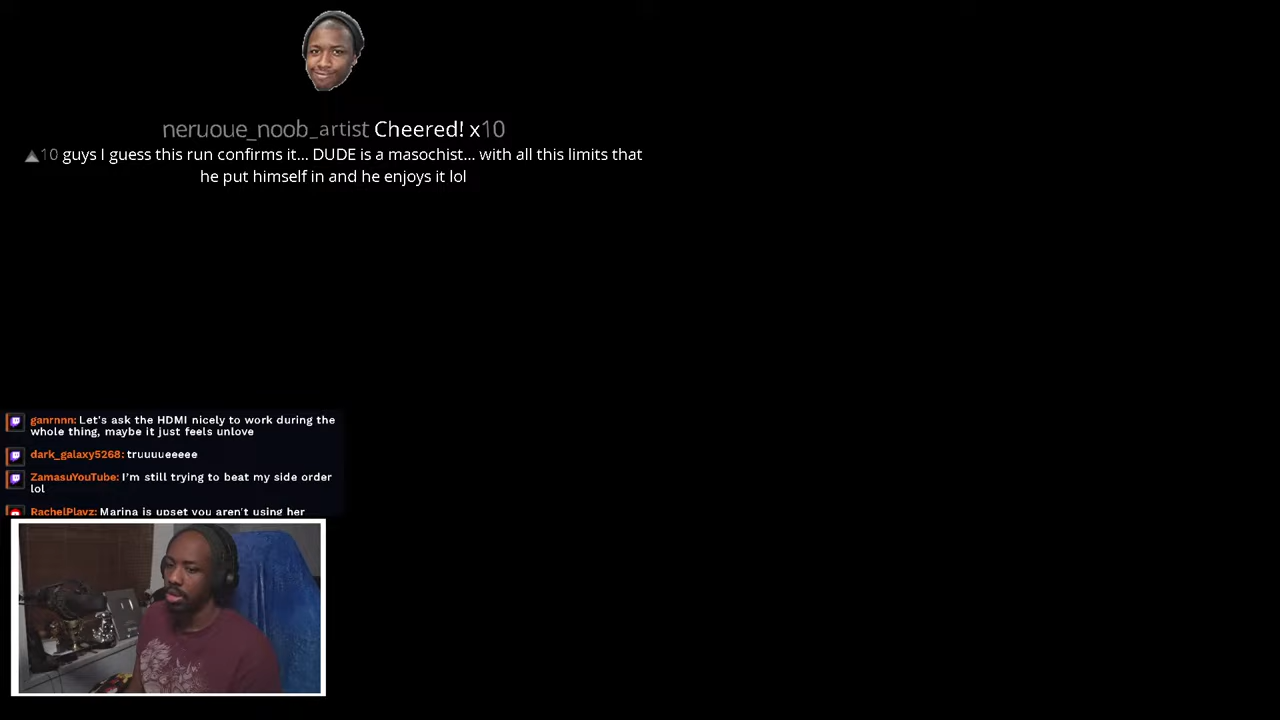 neruoue_noob_artist Cheered! x10
10 guys I guess this run confirms it... DUDE is a masochist... with all this limits that
he put himself in and he enjoys it lol
ganrnnn: Let's ask the HDMI nicely to work during the
whole thing, maybe it just feels unlove
dark_galaxy5268: truuuueeeee
ZamasuYouTube: I'm still trying to beat my side order
lol
RachelPlayz: Marina is upset you aren't using her